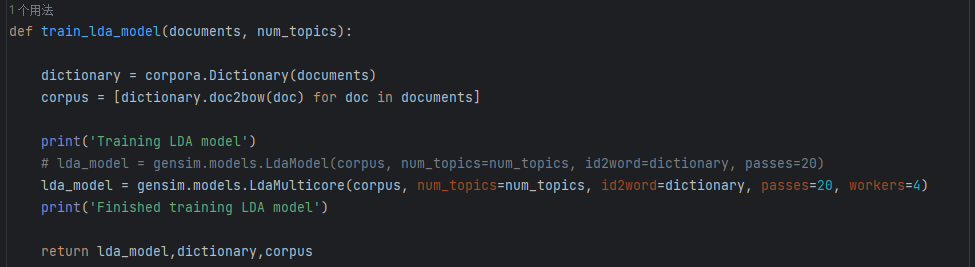 1 个用法
def train_lda_model(documents, num_topics):
dictionary = corpora.Dictionary(documents)
corpus = [dictionary.doc2bow(doc) for doc in documents]
print('Training LDA model')
# lda_model = gensim.models.LdaModel(corpus, num_topics=num_topics, id2word=dictionary, passes=20)
lda_model = gensim.models.LdaMulticore(corpus, num_topics=num_topics, id2word=dictionary, passes=20, workers=4)
print('Finished training LDA model')
return lda_model,dictionary,corpus